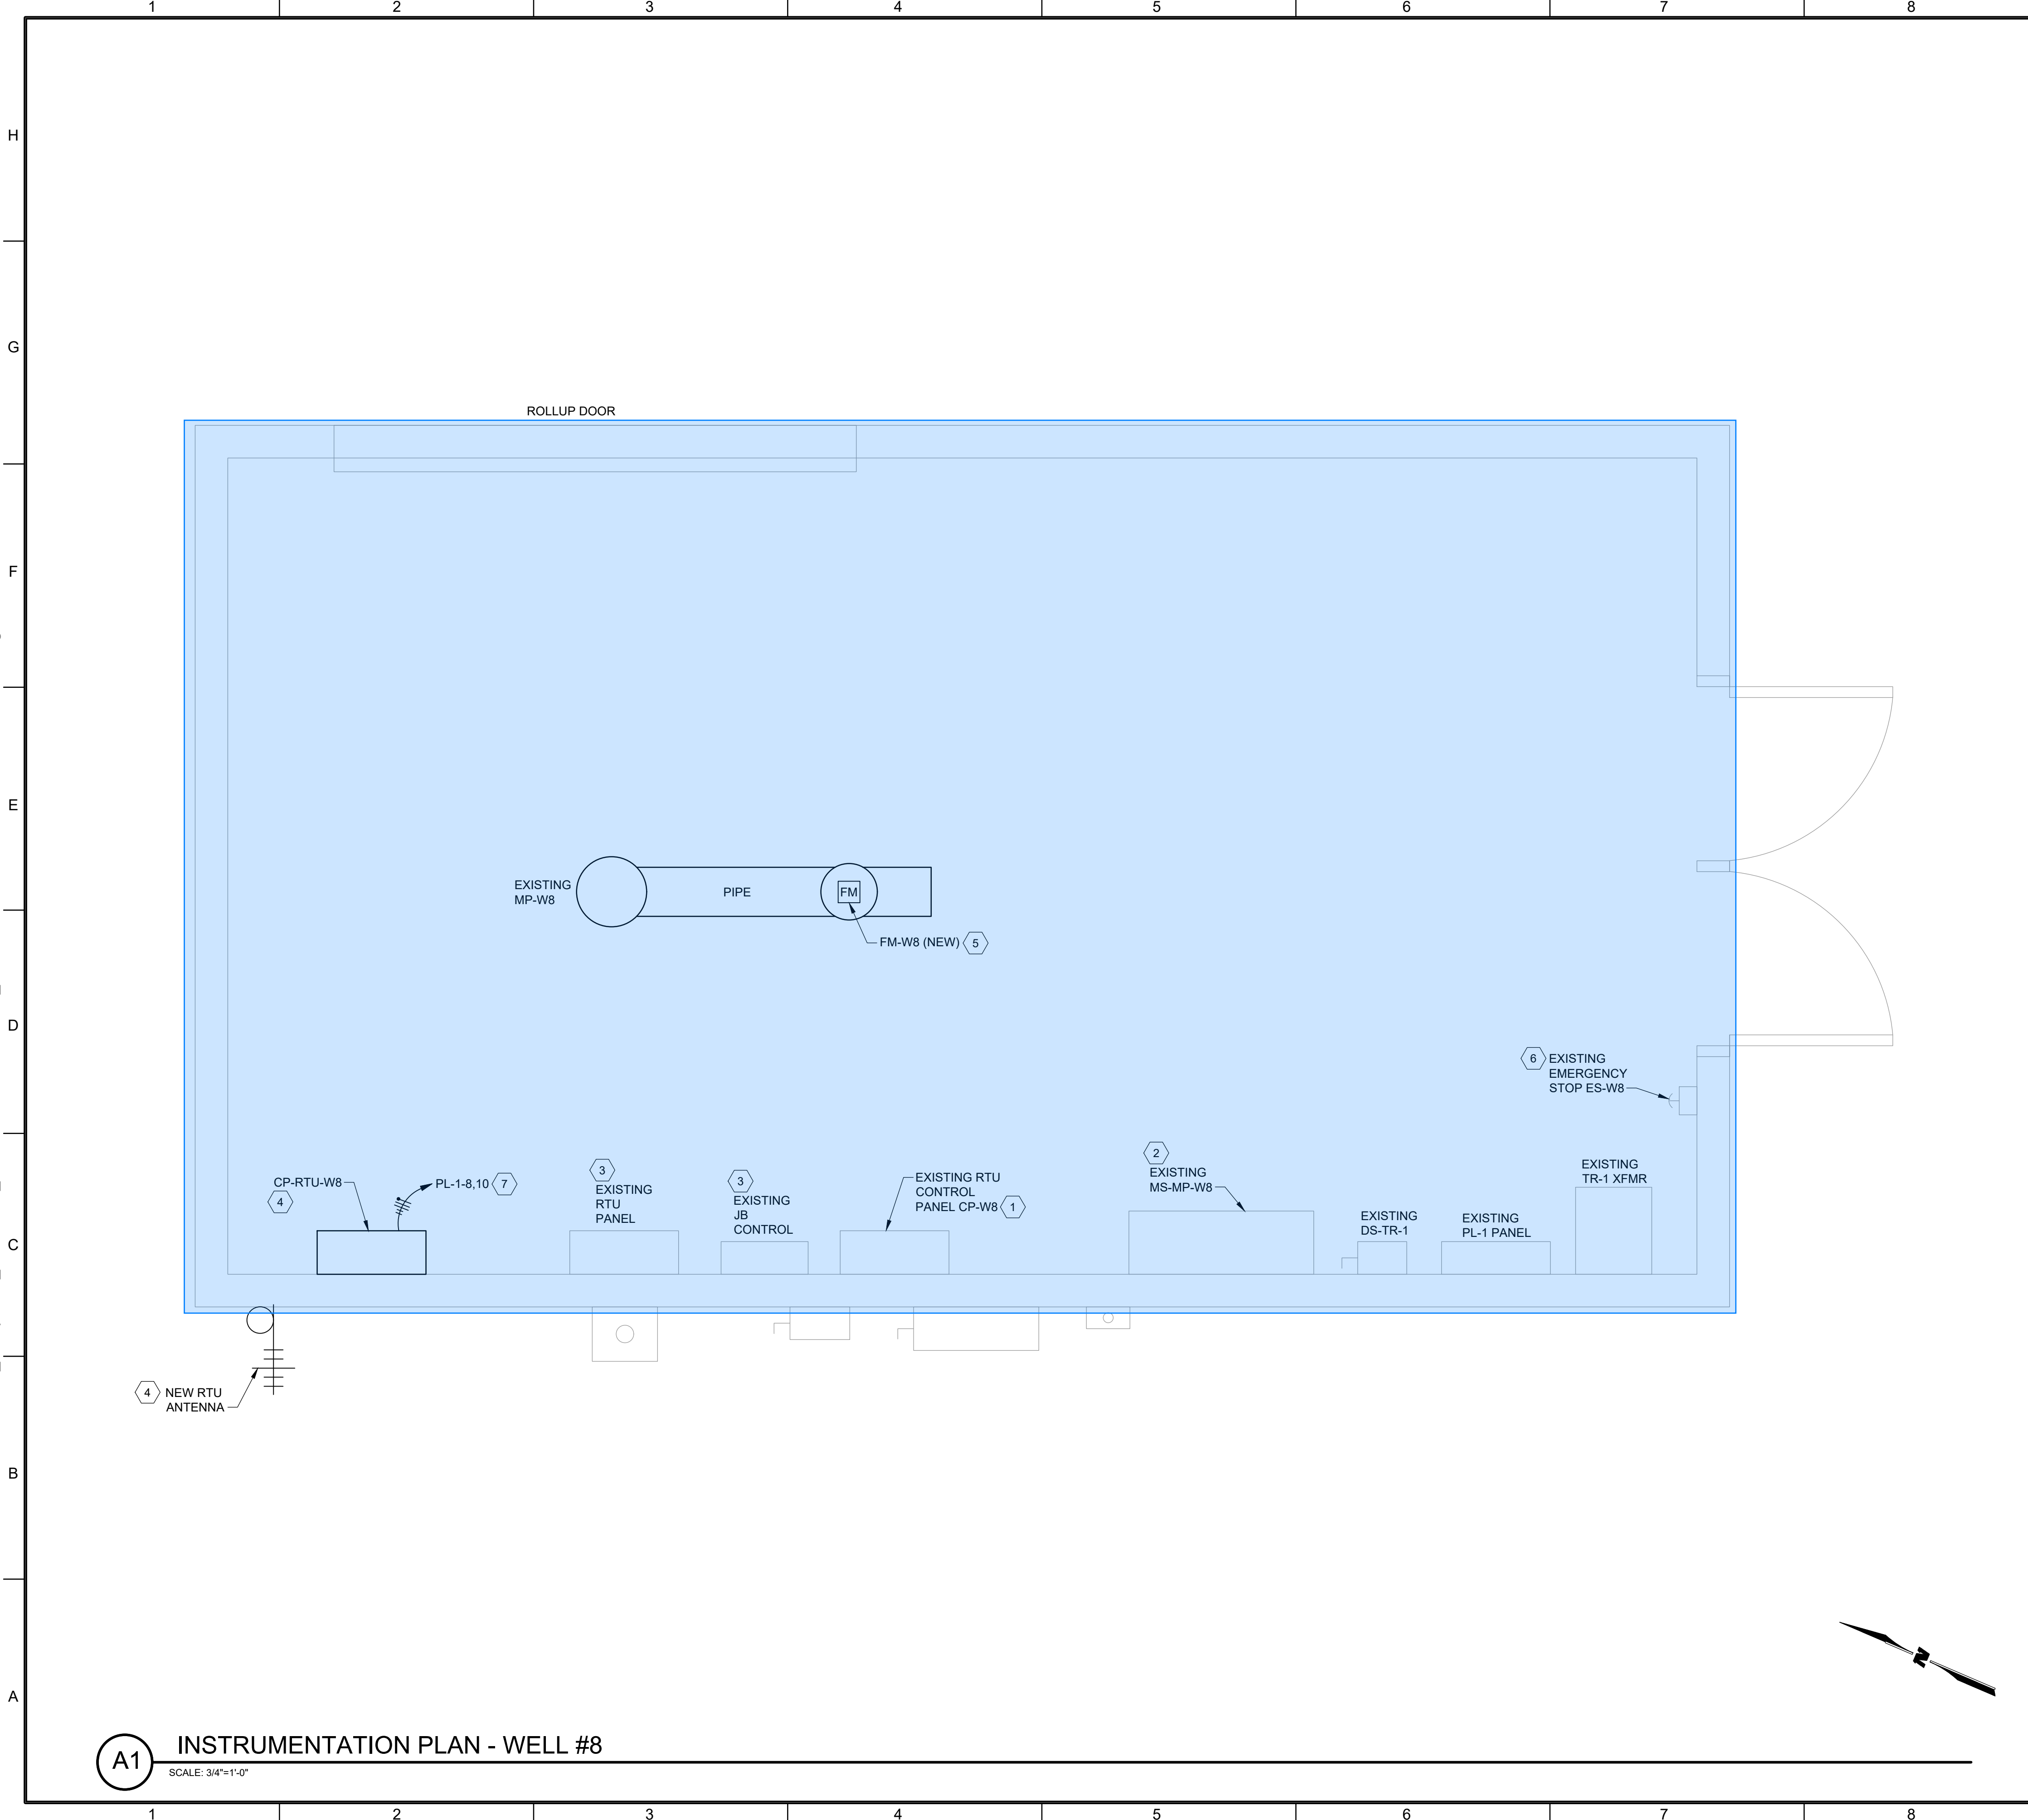 1 2 3 4 5 6 7 8
H
G
F
E
D
C
B
A
ROLLUP DOOR
EXISTING
MP-W8
PIPE
FM
FM-W8 (NEW) 5
6 EXISTING
EMERGENCY
STOP ES-W8
CP-RTU-W8
4
PL-1-8,10 7
3
EXISTING
RTU
PANEL
3
EXISTING
JB
CONTROL
EXISTING RTU
CONTROL
PANEL CP-W8 1
2
EXISTING
MS-MP-W8
EXISTING
DS-TR-1
EXISTING
PL-1 PANEL
EXISTING
TR-1 XFMR
4 NEW RTU
ANTENNA
N
A1 INSTRUMENTATION PLAN - WELL #8
SCALE: 3/4"=1'-0"
1 2 3 4 5 6 7 8